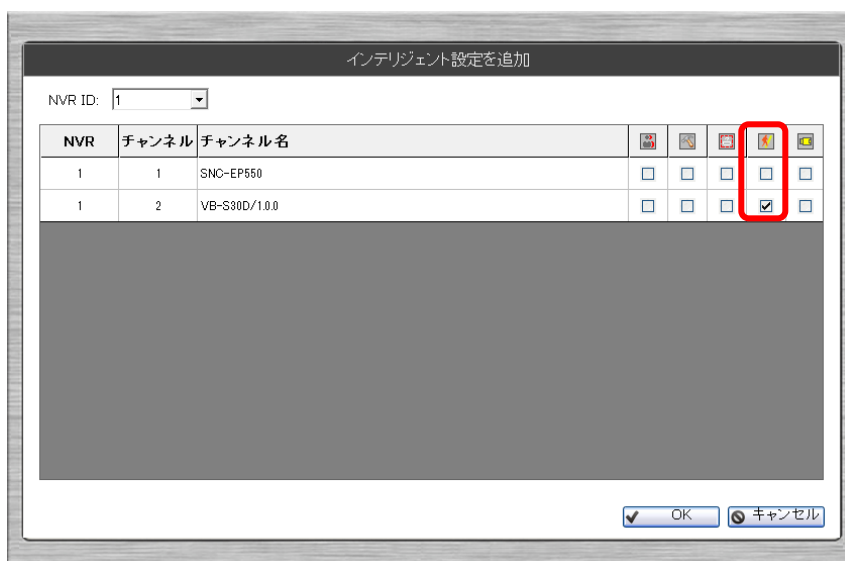 インテリジェント設定を追加
NVR ID: 1
NVR チャンネル チャンネル名
1 1 SNC-EP550
1 2 VB-S30D/1.0.0
OK キャンセル